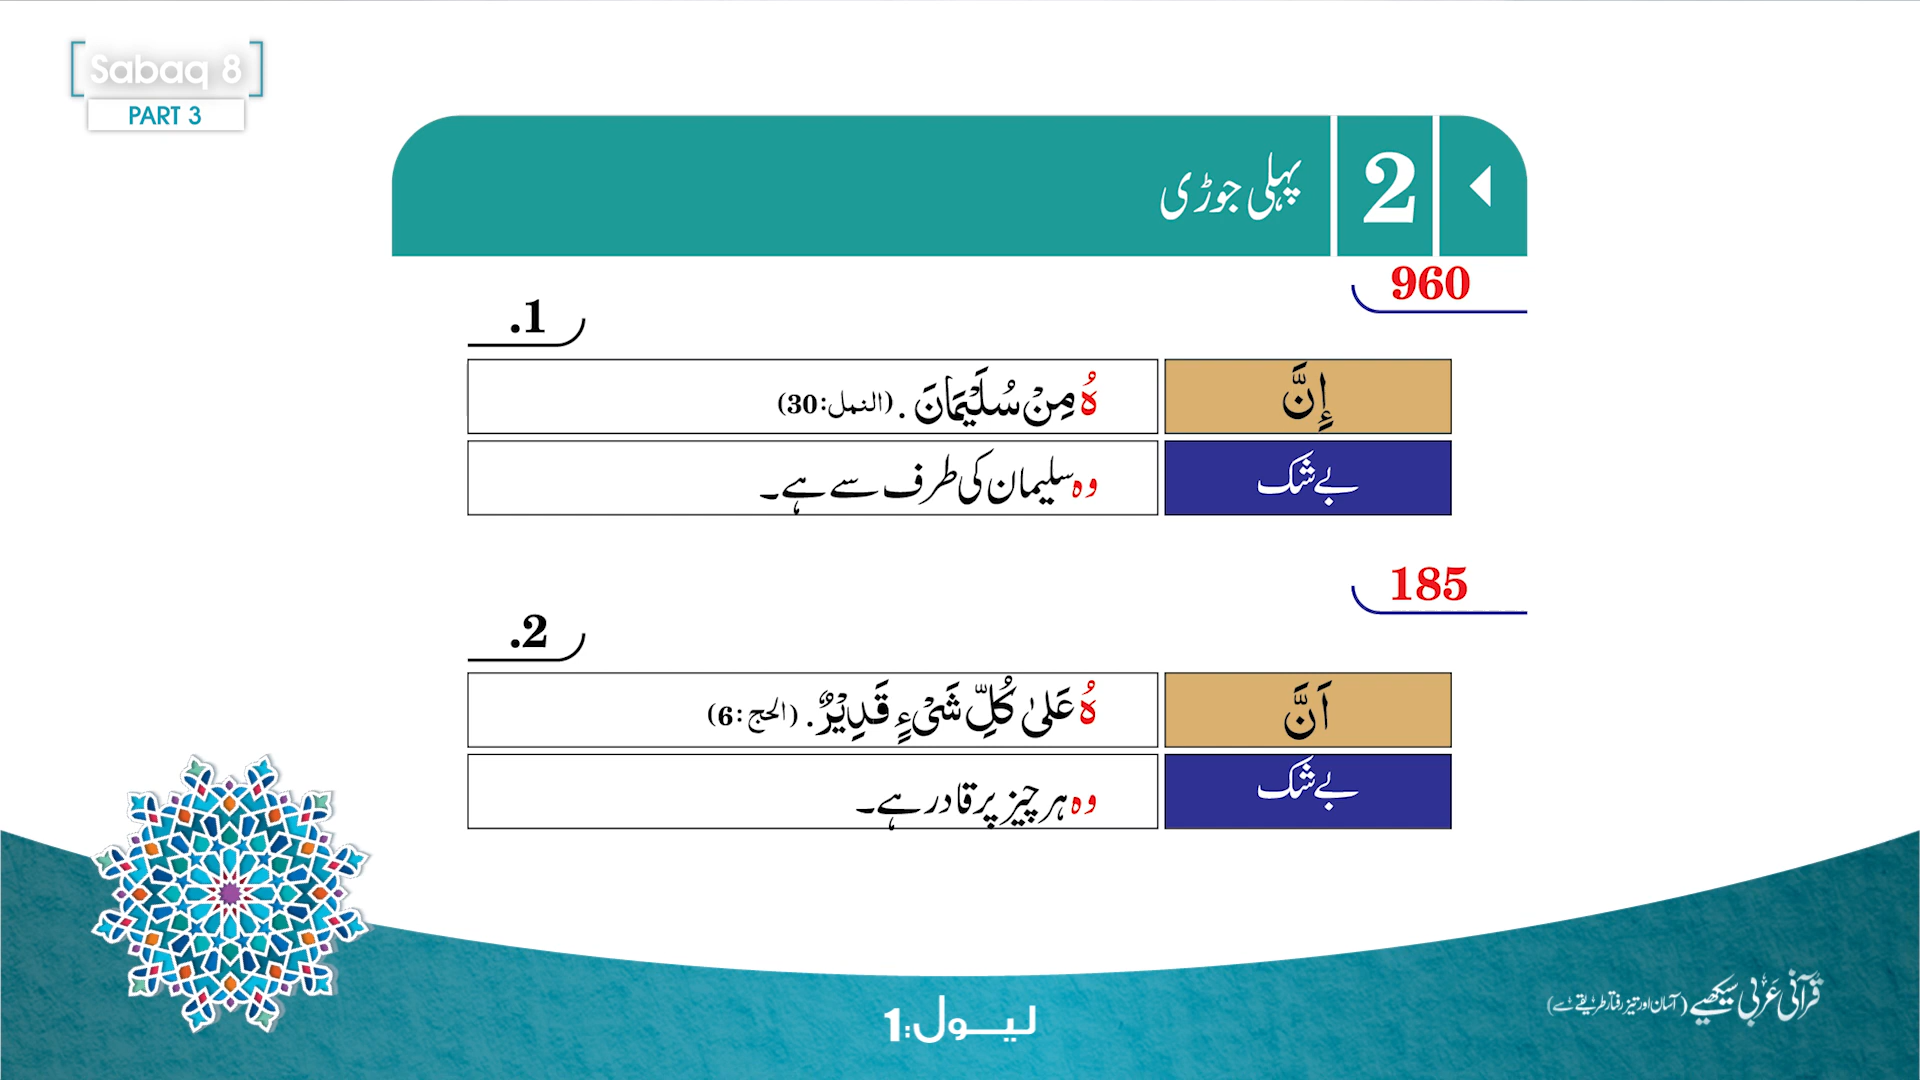 Sabaq 8
PART 3
2 پہلی جوڑی
960
1.
إِنَّ هُ مِنْ سُلَيْمَانَ . (النمل:30)
بے شک وہ سلیمان کی طرف سے ہے۔
185
2.
اَنَّ هُ عَلىٰ كُلِّ شَيْءٍ قَدِيْرٌ . (الحج:6)
بے شک وہ ہر چیز پر قادر ہے۔
لیول:1
قرآنی عَرَبی سیکھیے (آسان اور تیز رفتار طریقے سے)